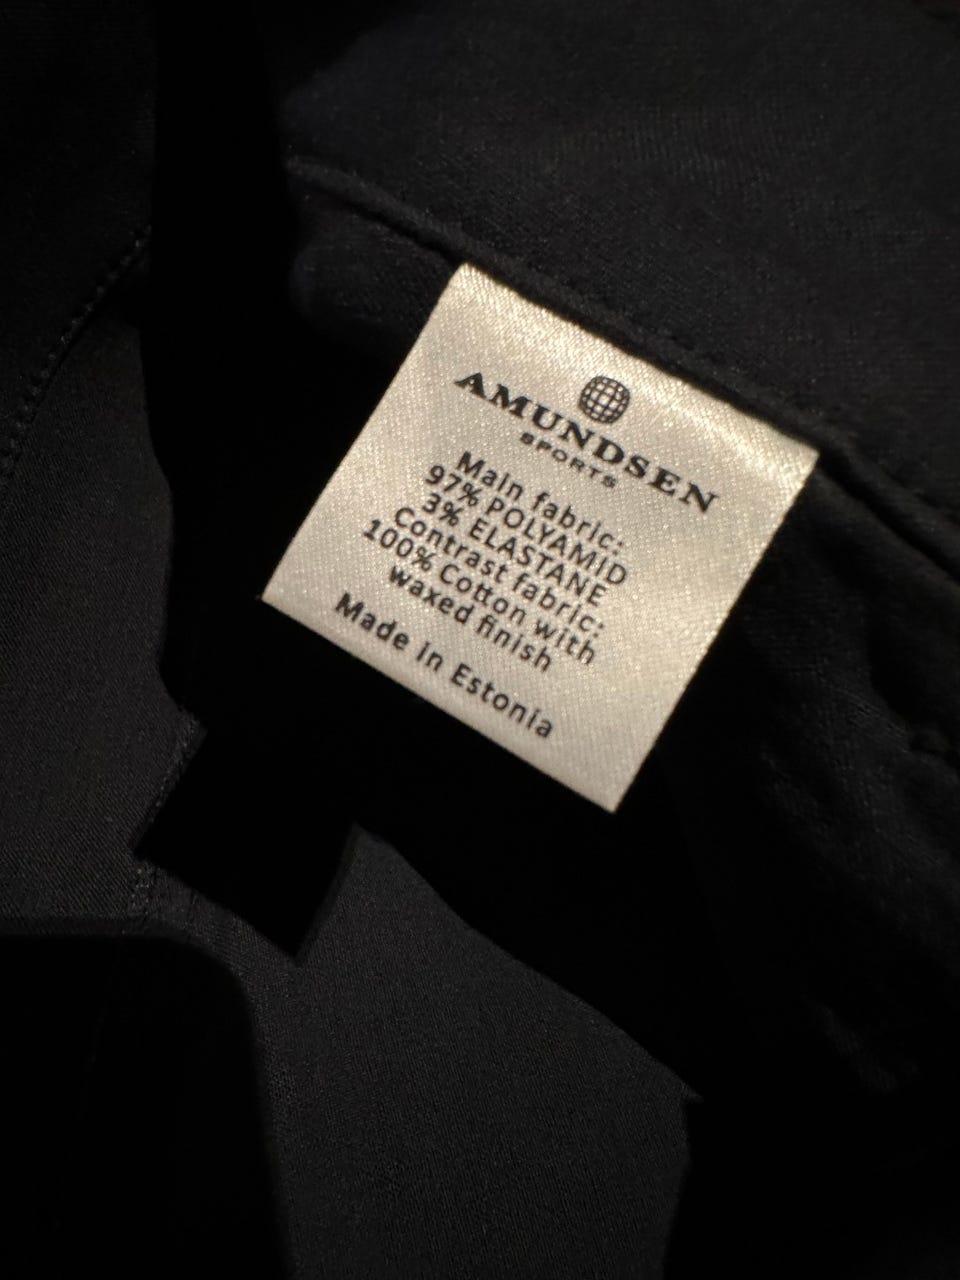 AMUNDSEN
SPORTS
Main fabric:
97% POLYAMID
3% ELASTANE
Contrast fabric:
100% Cotton with
waxed finish
Made in Estonia